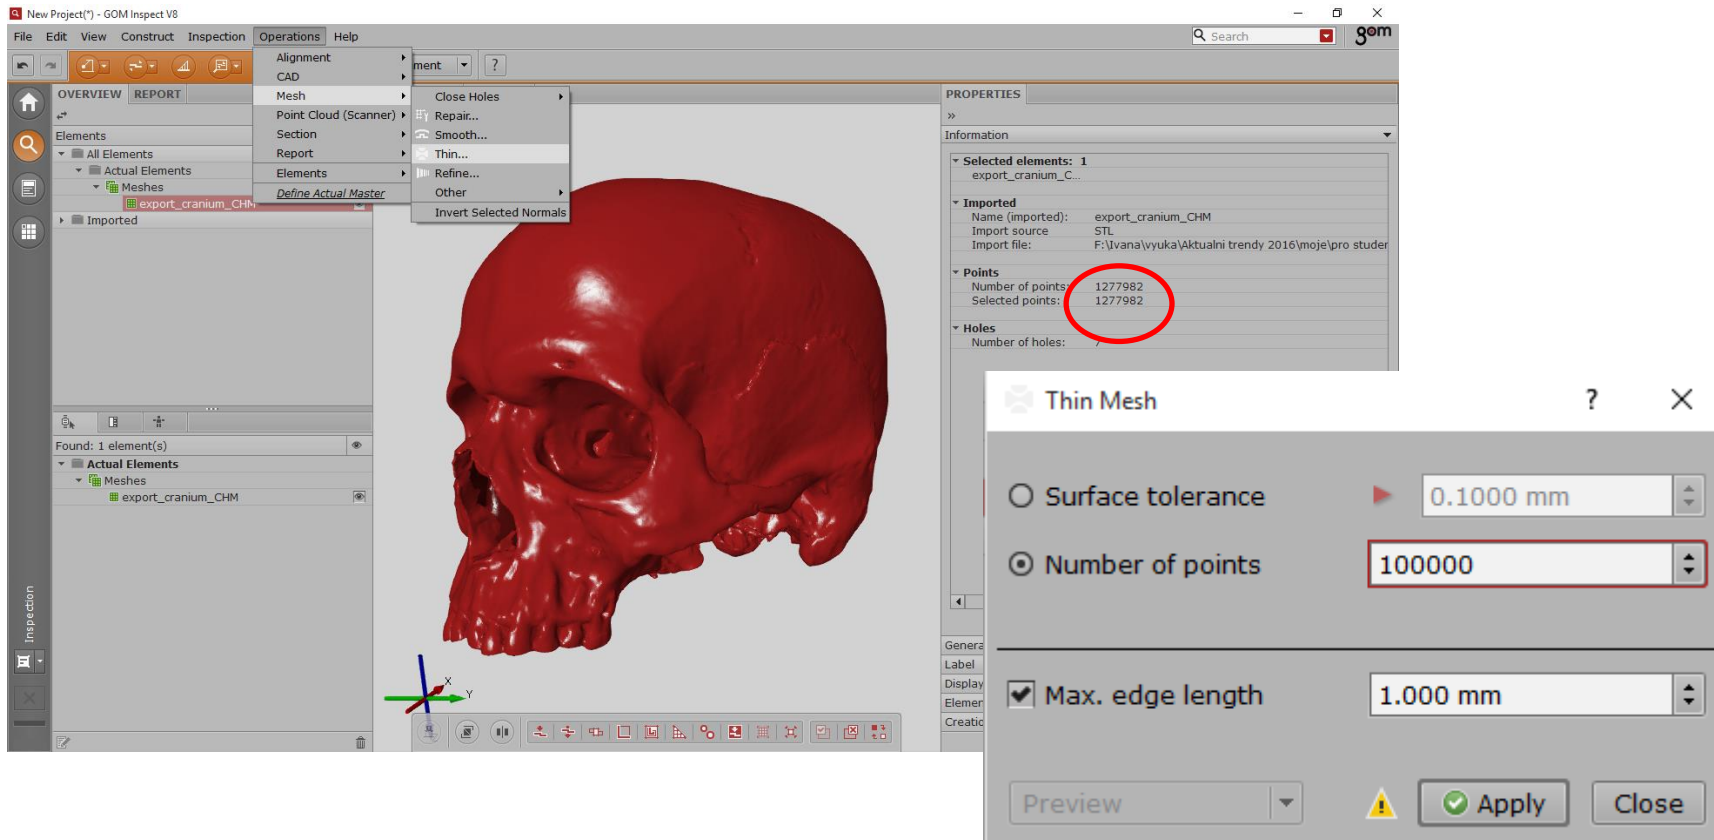 New Project(*) - GOM Inspect V8
File Edit View Construct Inspection Operations Help
Search
gom
ment
?
OVERVIEW REPORT
Elements
All Elements
Actual Elements
Meshes
export_cranium_CHM
Imported
Alignment
CAD
Mesh
Point Cloud (Scanner)
Section
Report
Elements
Define Actual Master
Close Holes
Repair...
Smooth...
Thin...
Refine...
Other
Invert Selected Normals
Found: 1 element(s)
Actual Elements
Meshes
export_cranium_CHM
Inspection
X
Y
PROPERTIES
»
Information
Selected elements: 1
export_cranium_C...
Imported
Name (imported): export_cranium_CHM
Import source STL
Import file: F:\Ivana\vyuka\Aktualni trendy 2016\moje\pro studer
Points
Number of points: 1277982
Selected points: 1277982
Holes
Number of holes: 7
Genera
Label
Display
Elemen
Creatio
Thin Mesh
?
Surface tolerance 0.1000 mm
Number of points 100000
Max. edge length 1.000 mm
Preview Apply Close